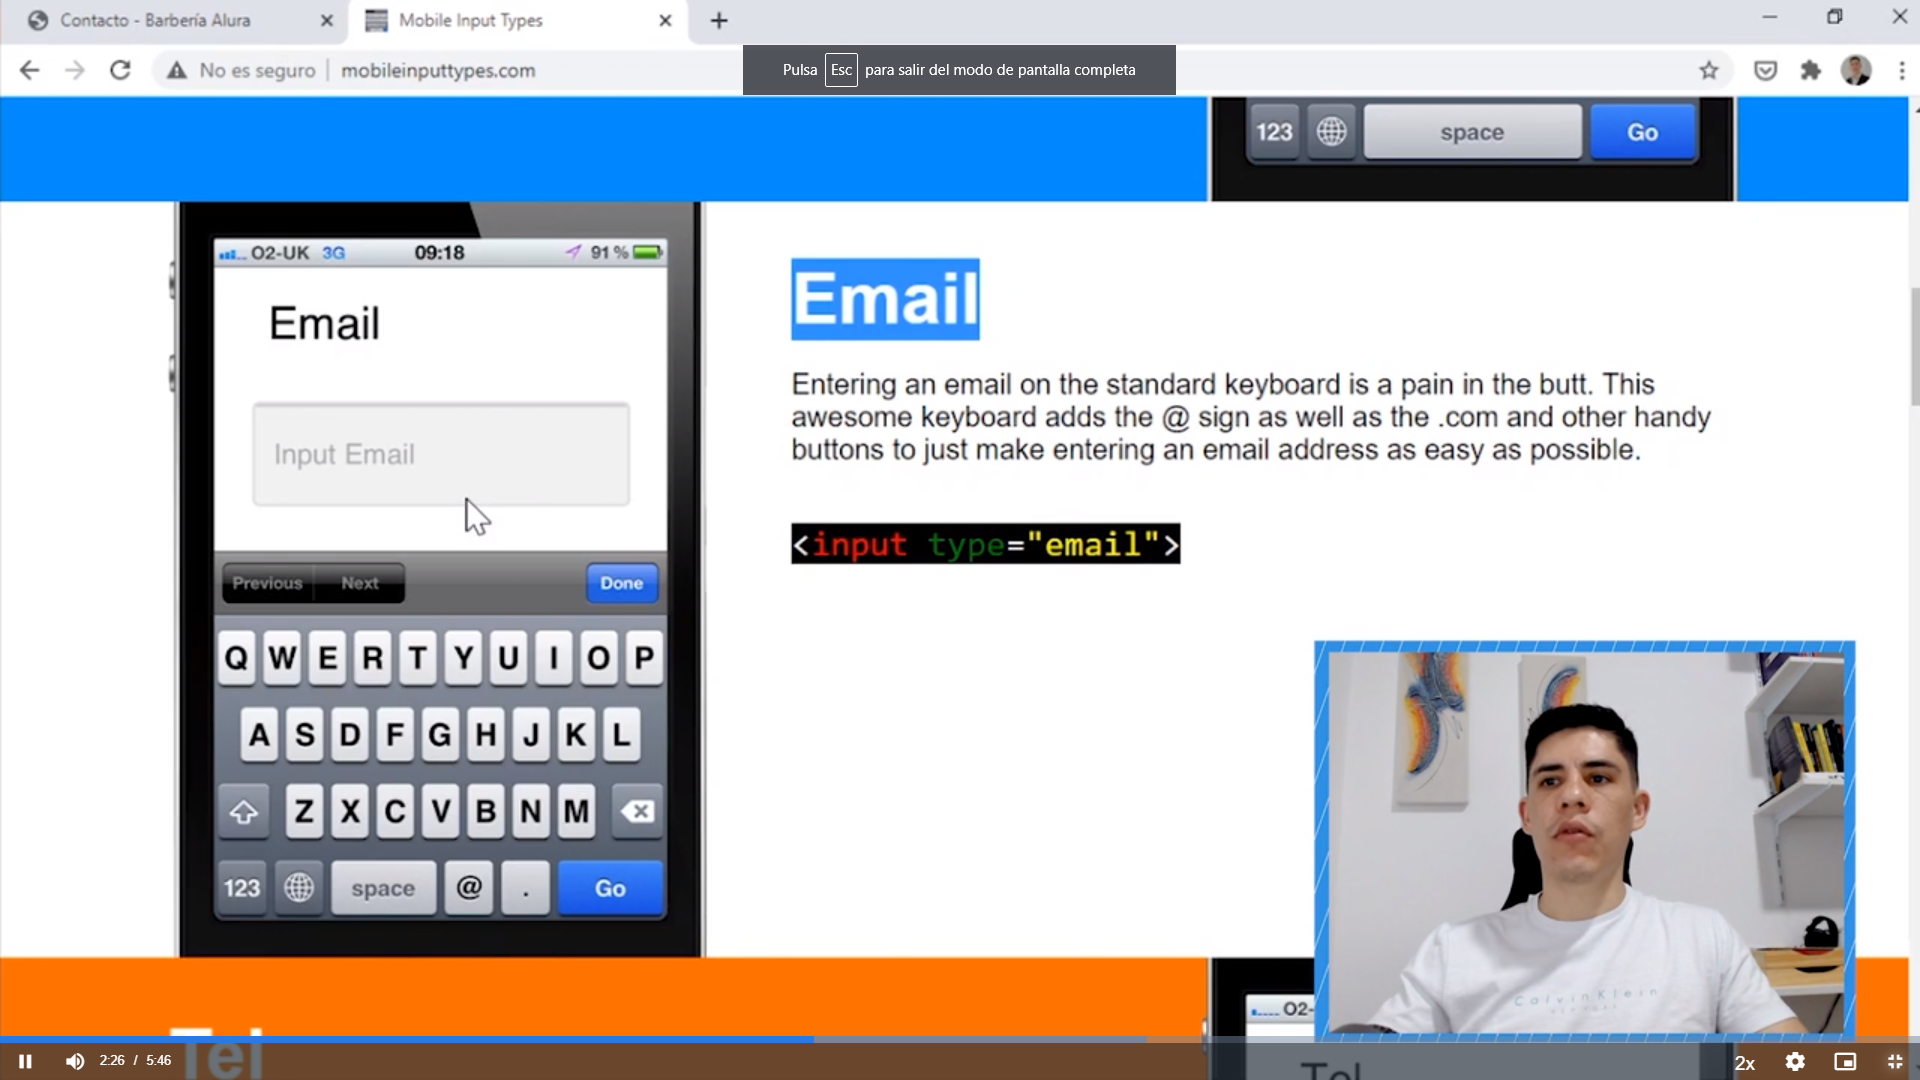 Contacto - Barbería Alura
Mobile Input Types
No es seguro
mobileinputtypes.com
Pulsa Esc para salir del modo de pantalla completa
123
space
Go
O2-UK 3G
09:18
91 %
Email
Input Email
Previous
Next
Done
Q W E R T Y U I O P
A S D F G H J K L
Z X C V B N M
123
space
@
.
Go
Email
Entering an email on the standard keyboard is a pain in the butt. This
awesome keyboard adds the @ sign as well as the .com and other handy
buttons to just make entering an email address as easy as possible.
<input type="email">
Calvin Klein
Tel
O2-
Tel
2:26 / 5:46
2x